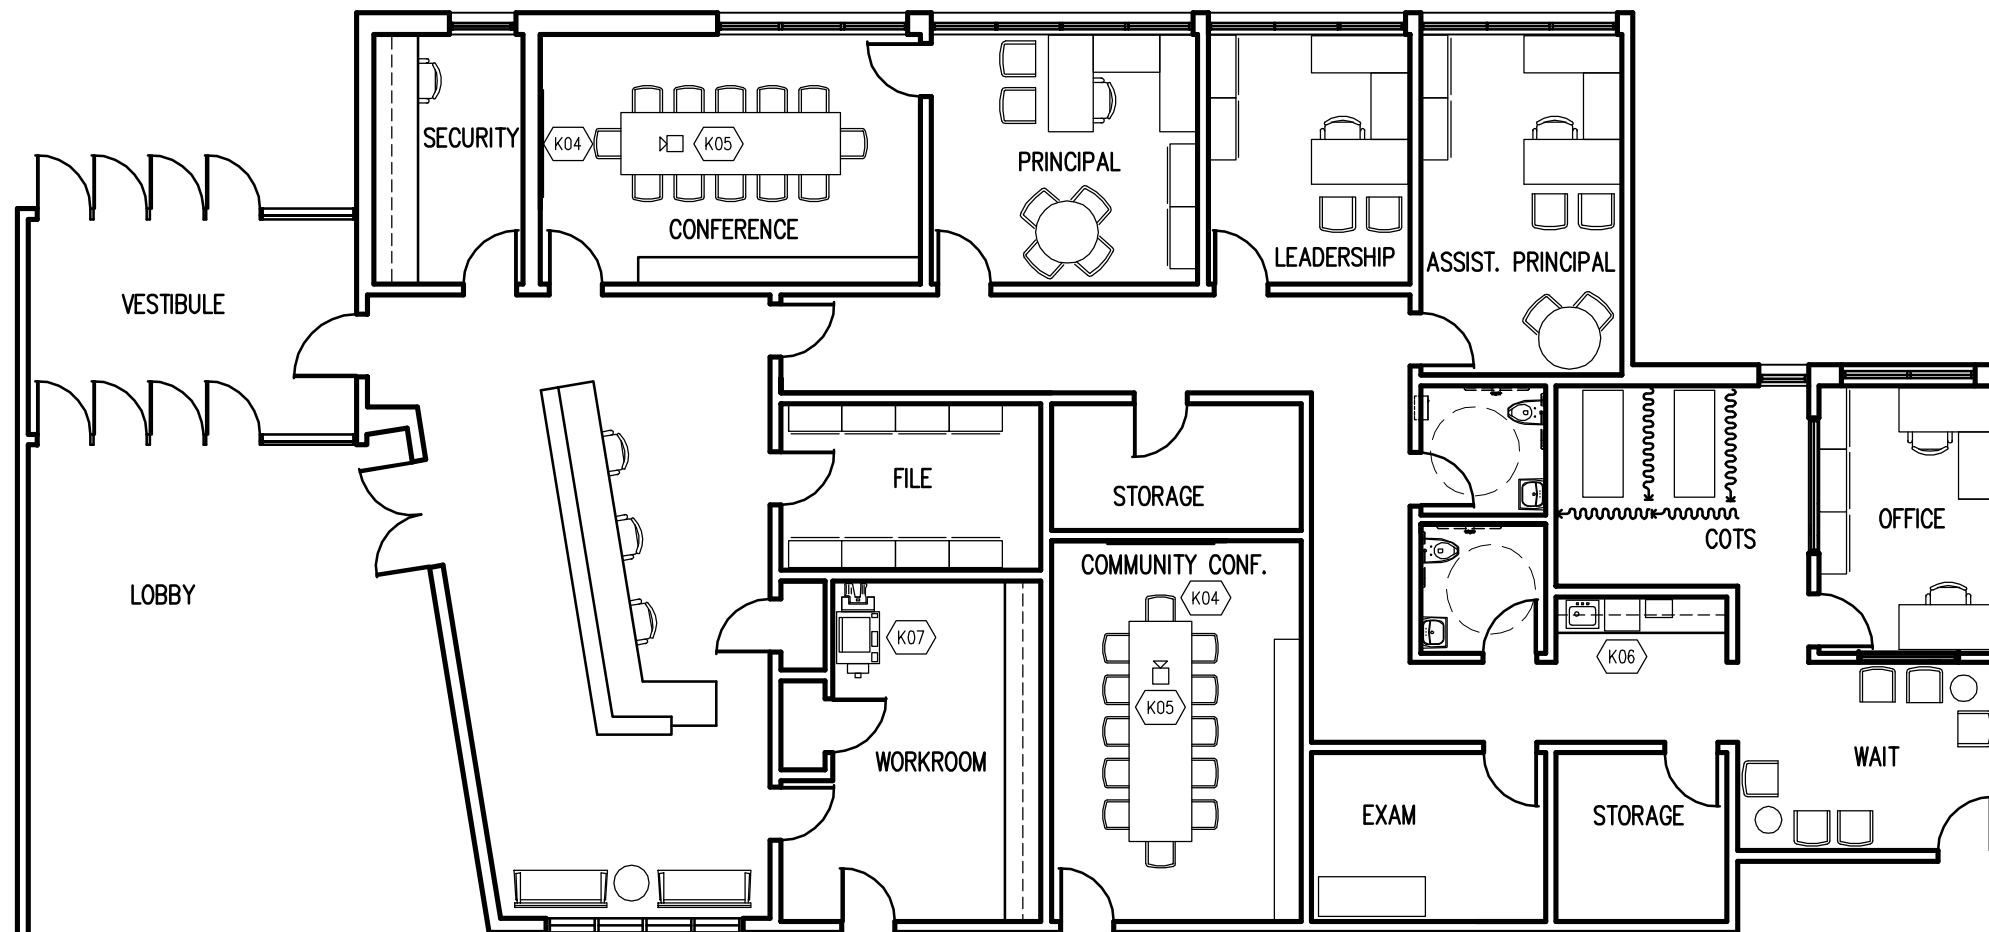 SECURITY
K04
K05
CONFERENCE
PRINCIPAL
LEADERSHIP
ASSIST. PRINCIPAL
VESTIBULE
LOBBY
FILE
STORAGE
COMMUNITY CONF.
K04
K05
K07
WORKROOM
COTS
OFFICE
K06
WAIT
EXAM
STORAGE